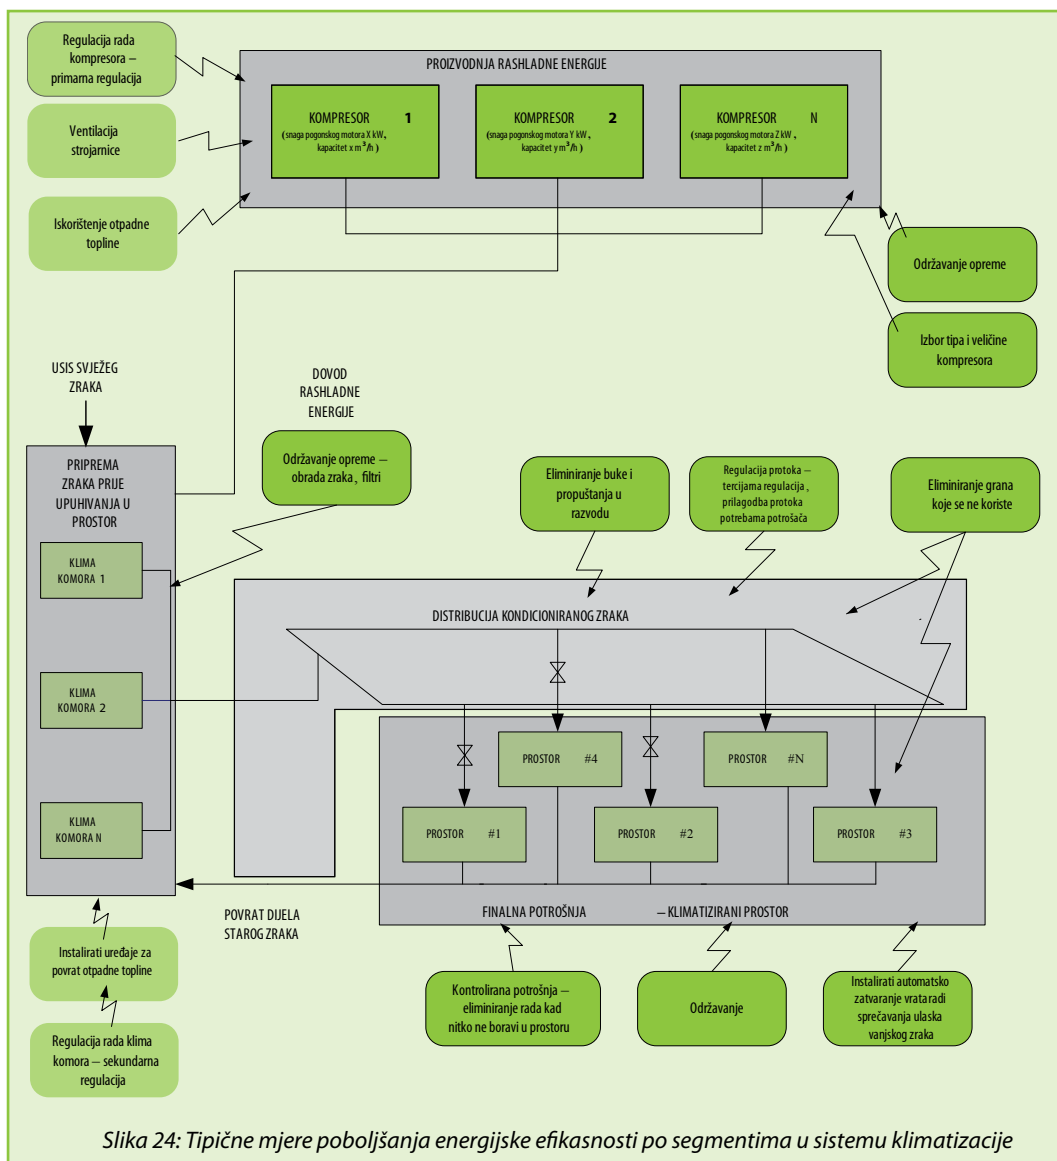 Regulacija rada
kompresora –
primarna regulacija
PROIZVODNJA RASHLADNE ENERGIJE
KOMPRESOR 1
(snaga pogonskog motora X kW,
kapacitet x m³/h)
KOMPRESOR 2
(snaga pogonskog motora Y kW,
kapacitet y m³/h)
KOMPRESOR N
(snaga pogonskog motora Z kW,
kapacitet z m³/h)
Ventilacija
strojarnice
Iskorištenje otpadne
topline
Održavanje opreme
Izbor tipa i veličine
kompresora
USIS SVJEŽEG
ZRAKA
DOVOD
RASHLADNE
ENERGIJE
PRIPREMA
ZRAKA PRIJE
UPUHIVANJA U
PROSTOR
Održavanje opreme –
obrada zraka, filtri
Eliminiranje buke i
propuštanja u
razvodu
Regulacija protoka –
tercijarna regulacija,
prilagodba protoka
potrebama potrošača
Eliminiranje grana
koje se ne koriste
KLIMA
KOMORA 1
KLIMA
KOMORA 2
KLIMA
KOMORA N
DISTRIBUCIJA KONDICIONIRANOG ZRAKA
PROSTOR #4
PROSTOR #N
PROSTOR #1
PROSTOR #2
PROSTOR #3
POVRAT DIJELA
STAROG ZRAKA
FINALNA POTROŠNJA – KLIMATIZIRANI PROSTOR
Instalirati uređaje za
povrat otpadne topline
Regulacija rada klima
komora – sekundarna
regulacija
Kontrolirana potrošnja –
eliminiranje rada kad
nitko ne boravi u prostoru
Održavanje
Instalirati automatsko
zatvaranje vrata radi
sprečavanja ulaska
vanjskog zraka
Slika 24: Tipične mjere poboljšanja energijske efikasnosti po segmentima u sistemu klimatizacije